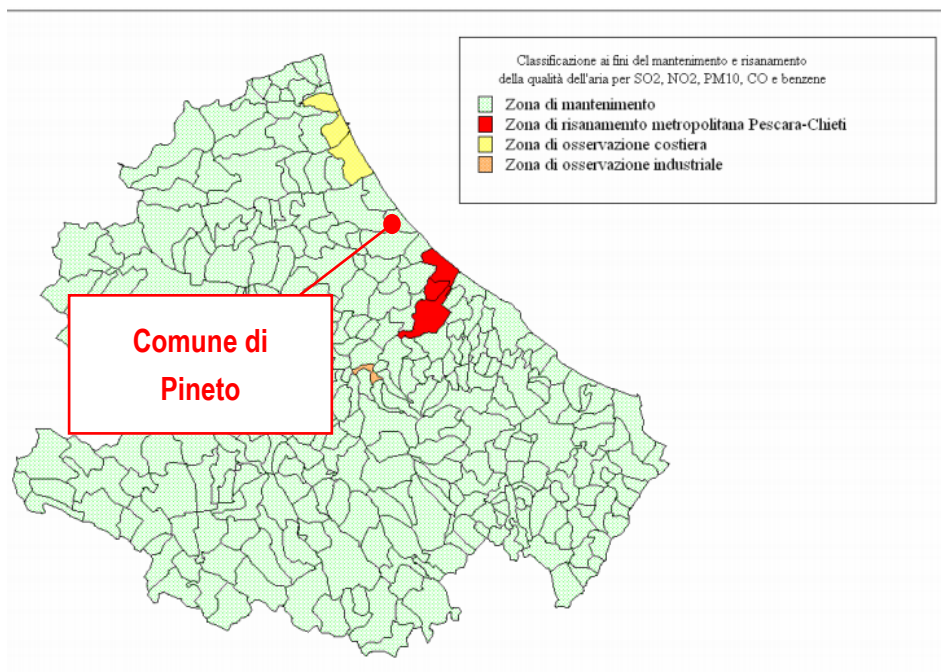 Classificazione ai fini del mantenimento e risanamento
della qualità dell'aria per SO2, NO2, PM10, CO e benzene
Zona di mantenimento
Zona di risanamento metropolitana Pescara-Chieti
Zona di osservazione costiera
Zona di osservazione industriale
Comune di
Pineto